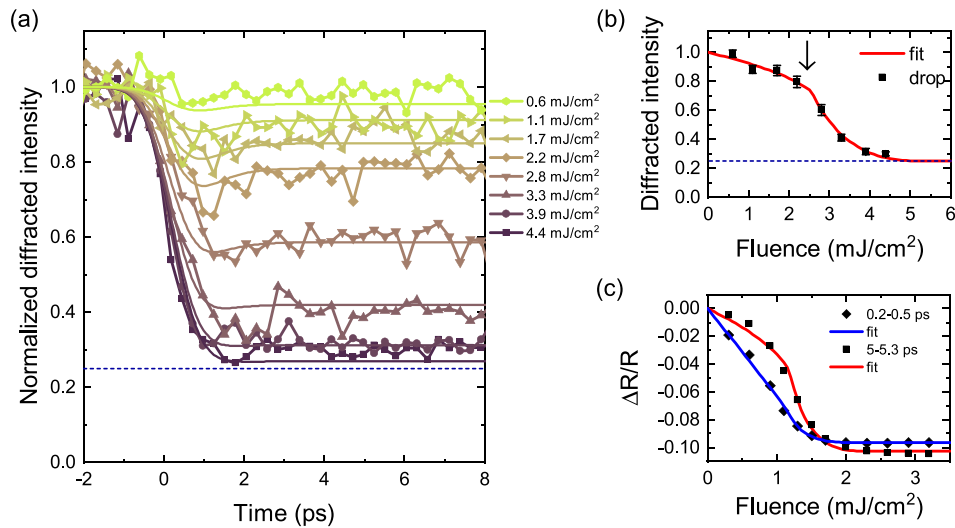 (a)
Normalized diffracted intensity
1.0
0.8
0.6
0.4
0.2
0.0
-2
0
2
4
6
8
Time (ps)
0.6 mJ/cm²
1.1 mJ/cm²
1.7 mJ/cm²
2.2 mJ/cm²
2.8 mJ/cm²
3.3 mJ/cm²
3.9 mJ/cm²
4.4 mJ/cm²
(b)
Diffracted intensity
1.0
0.8
0.6
0.4
0.2
0.0
fit
drop
0
1
2
3
4
5
6
Fluence (mJ/cm²)
(c)
ΔR/R
0.00
-0.02
-0.04
-0.06
-0.08
-0.10
0.2-0.5 ps
fit
5-5.3 ps
fit
0
1
2
3
Fluence (mJ/cm²)